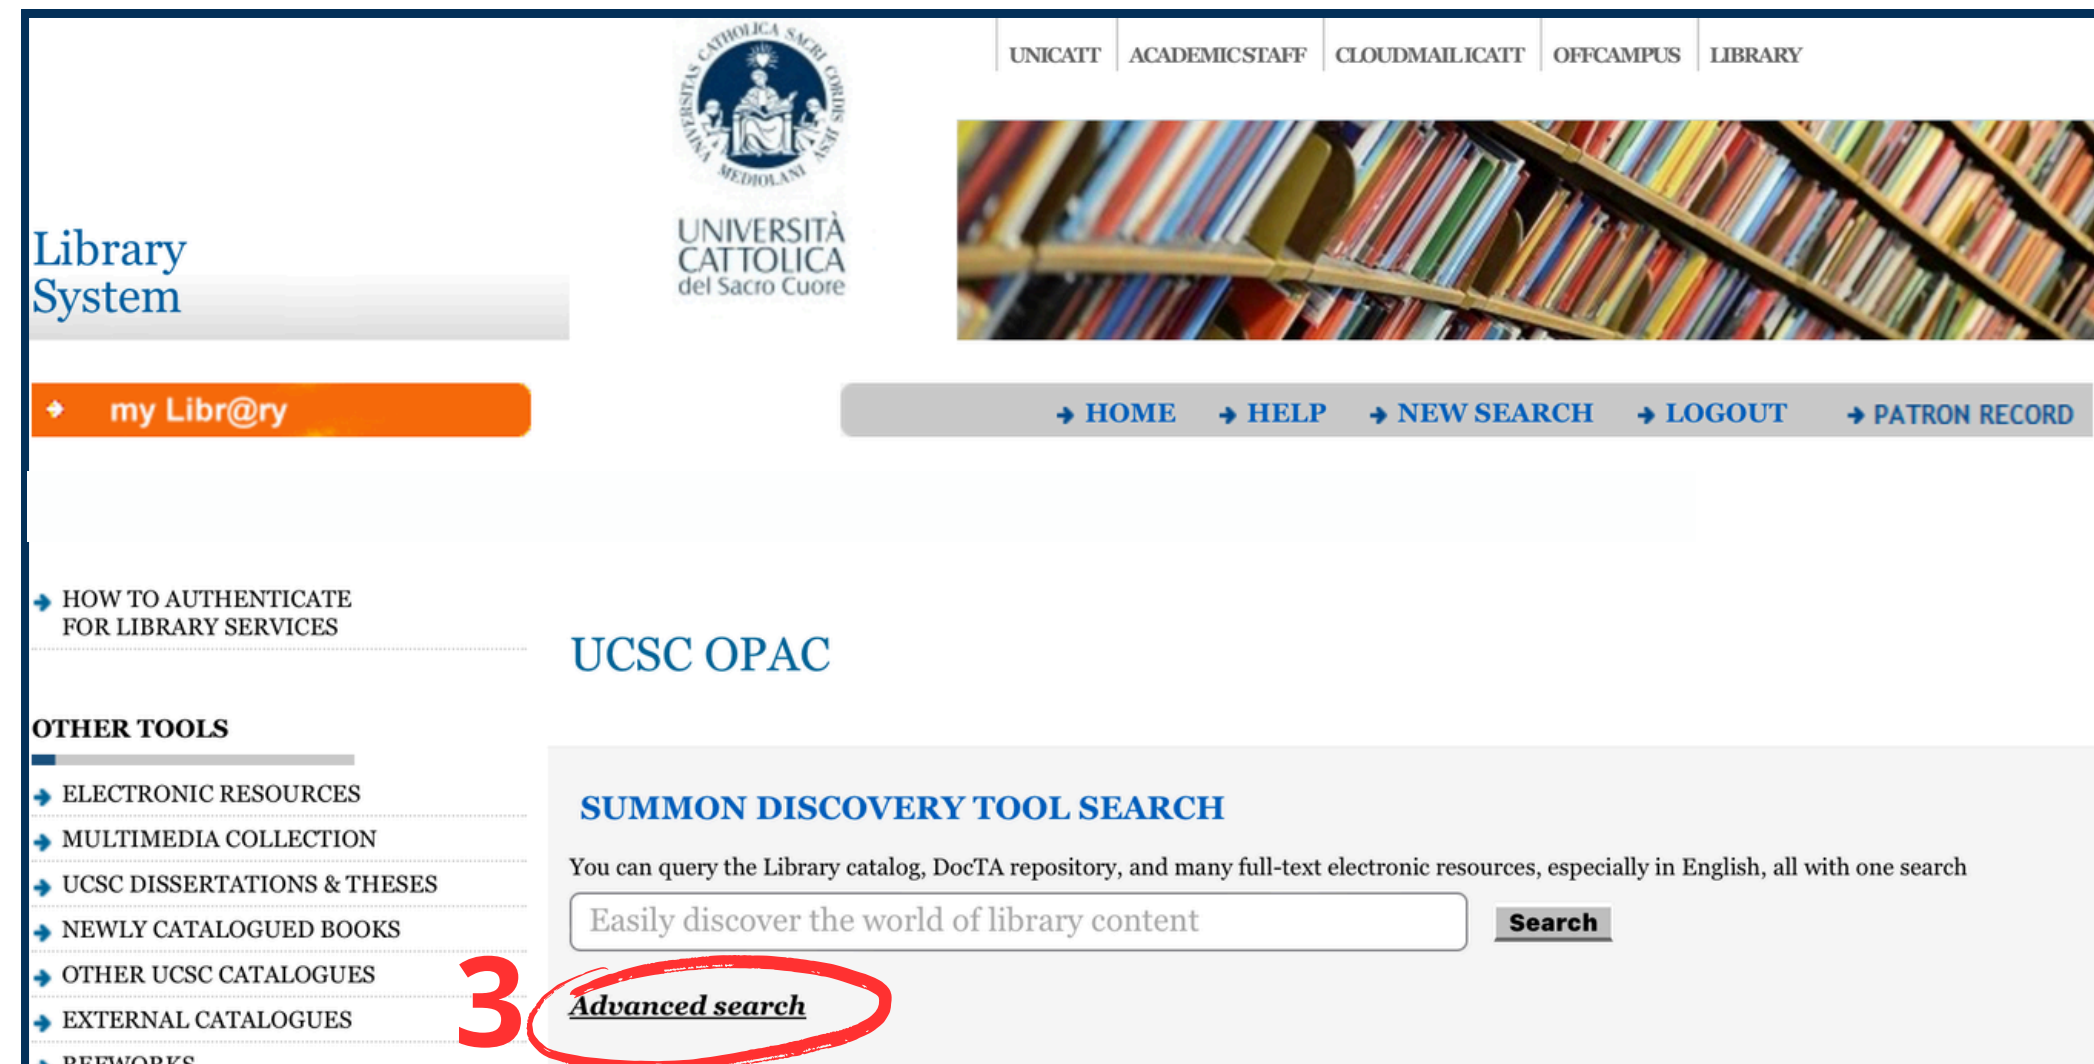 UNIVERSITAS CATHOLICA SACRI CORDIS JESU
MEDIOLANI
UNICATT
ACADEMICSTAFF
CLOUDMAIL ICATT
OFFCAMPUS
LIBRARY
Library
System
UNIVERSITÀ
CATTOLICA
del Sacro Cuore
my Libr@ry
HOME
HELP
NEW SEARCH
LOGOUT
PATRON RECORD
HOW TO AUTHENTICATE
FOR LIBRARY SERVICES
UCSC OPAC
OTHER TOOLS
ELECTRONIC RESOURCES
MULTIMEDIA COLLECTION
UCSC DISSERTATIONS & THESES
NEWLY CATALOGUED BOOKS
OTHER UCSC CATALOGUES
EXTERNAL CATALOGUES
REFWORKS
SUMMON DISCOVERY TOOL SEARCH
You can query the Library catalog, DocTA repository, and many full-text electronic resources, especially in English, all with one search
Easily discover the world of library content
Search
3
Advanced search